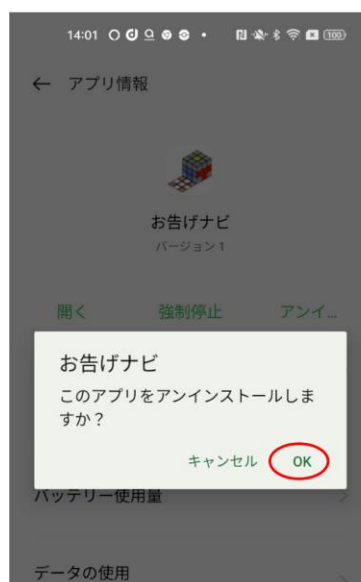 14:01
100
← アプリ情報
お告げナビ
バージョン 1
開く 強制停止 アンイ...
お告げナビ
このアプリをアンインストールしま
すか？
キャンセル OK
バッテリー使用量
データの使用